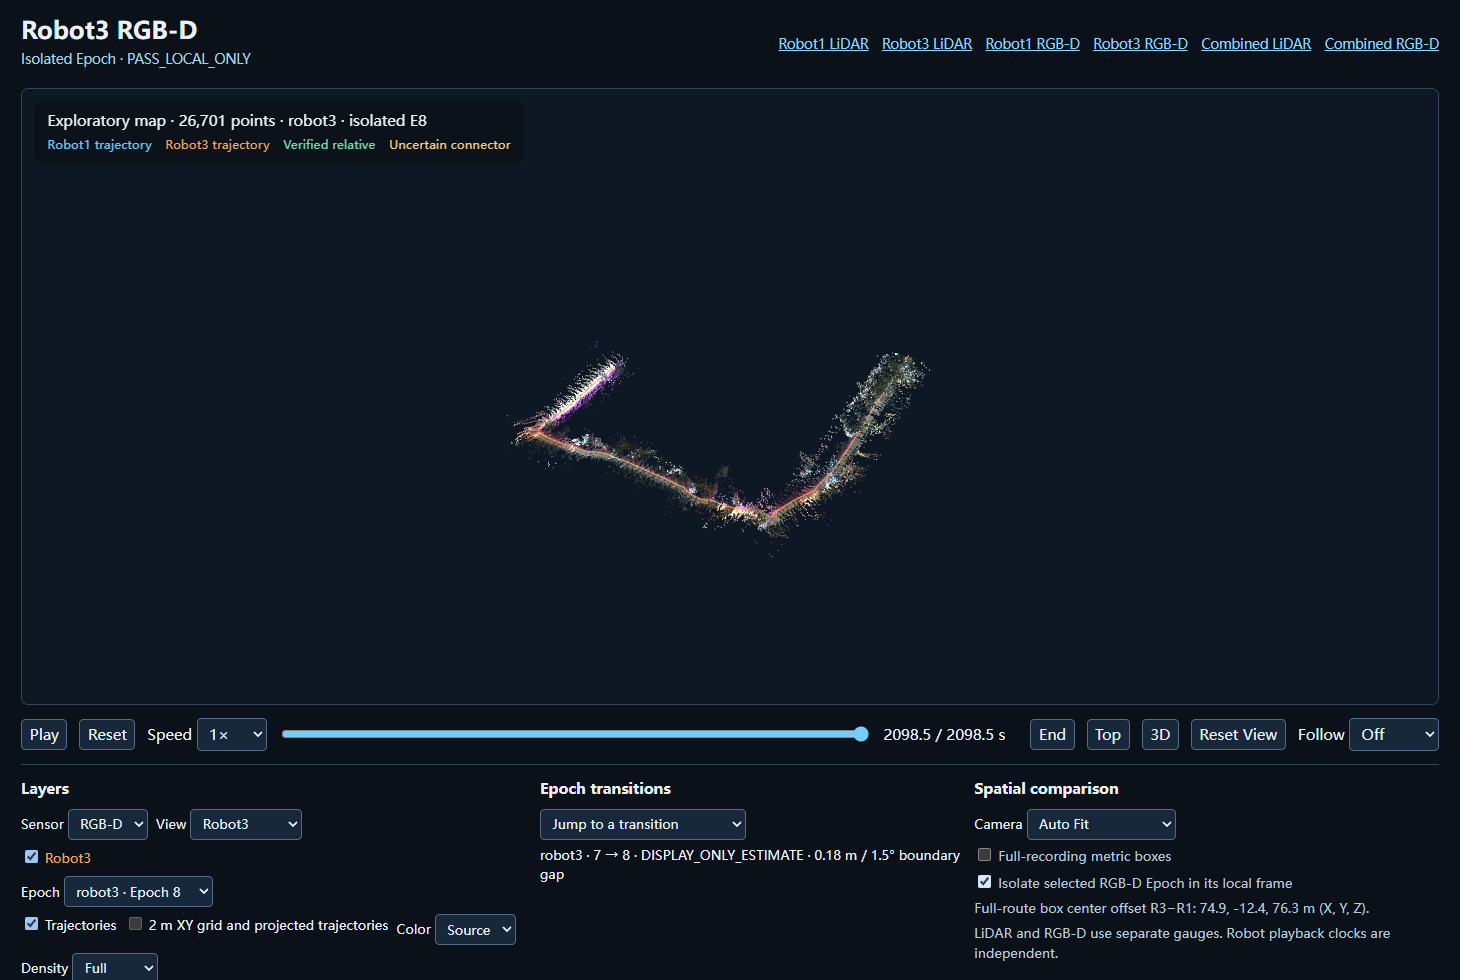 Robot3 RGB-D
Isolated Epoch · PASS_LOCAL_ONLY
Robot1 LiDAR Robot3 LiDAR Robot1 RGB-D Robot3 RGB-D Combined LiDAR Combined RGB-D
Exploratory map · 26,701 points · robot3 · isolated E8
Robot1 trajectory Robot3 trajectory Verified relative Uncertain connector
Play Reset Speed 1× 2098.5 / 2098.5 s End Top 3D Reset View Follow Off
Layers
Sensor RGB-D View Robot3
Robot3
Epoch robot3 · Epoch 8
Trajectories 2 m XY grid and projected trajectories Color Source
Density Full
Epoch transitions
Jump to a transition
robot3 · 7 → 8 · DISPLAY_ONLY_ESTIMATE · 0.18 m / 1.5° boundary
gap
Spatial comparison
Camera Auto Fit
Full-recording metric boxes
Isolate selected RGB-D Epoch in its local frame
Full-route box center offset R3−R1: 74.9, -12.4, 76.3 m (X, Y, Z).
LiDAR and RGB-D use separate gauges. Robot playback clocks are
independent.